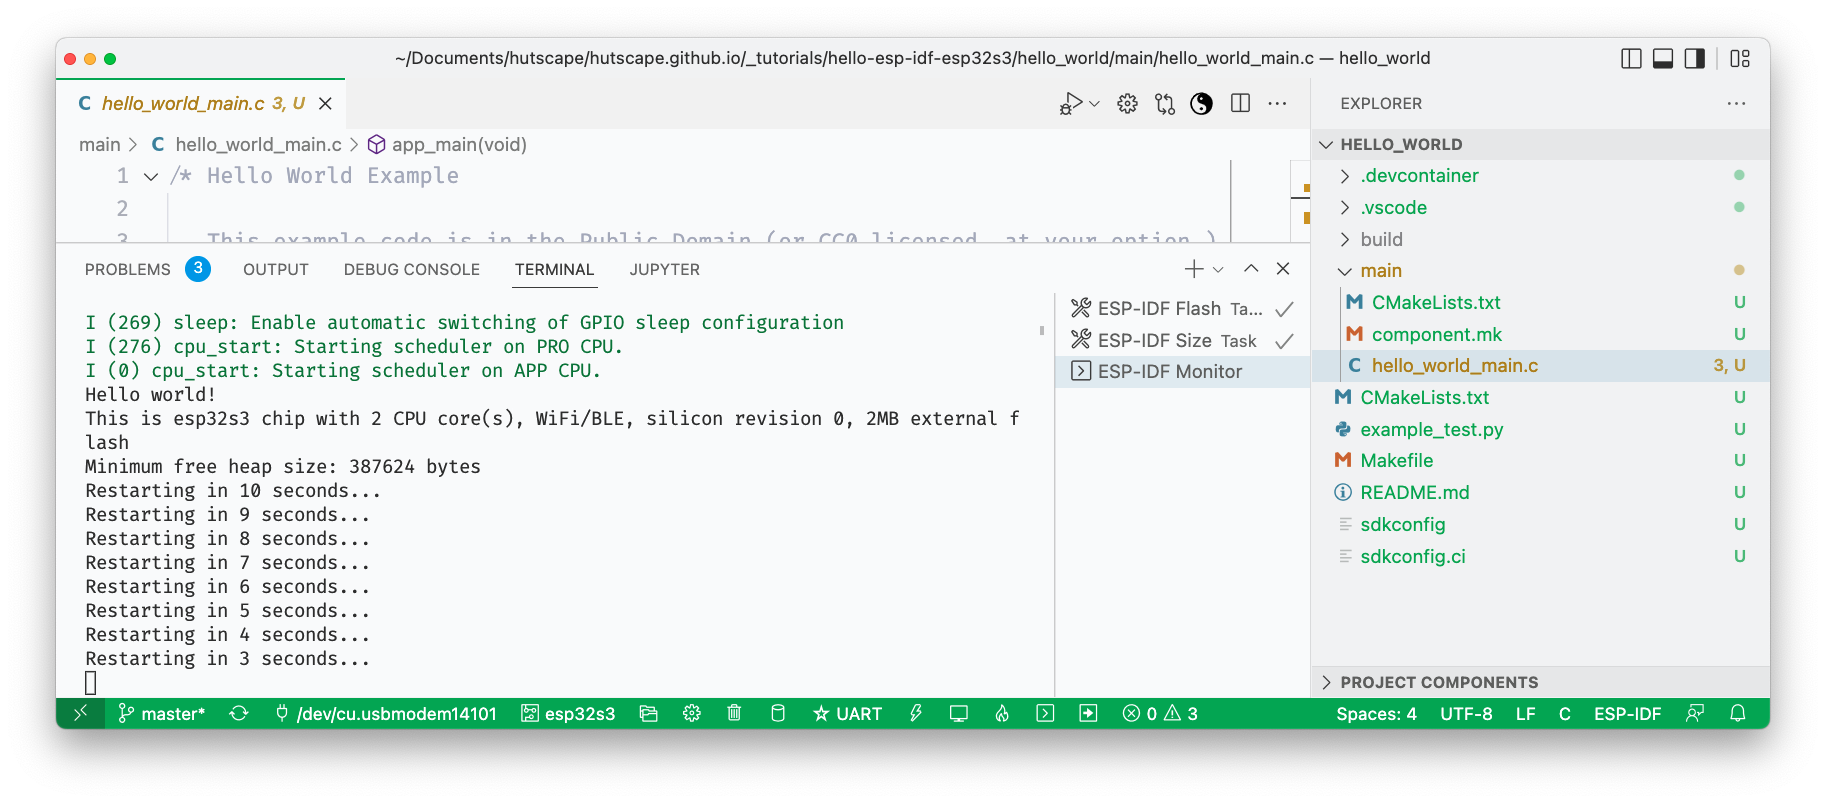 ~/Documents/hutscape/hutscape.github.io/_tutorials/hello-esp-idf-esp32s3/hello_world/main/hello_world_main.c — hello_world
hello_world_main.c 3, U
main > C hello_world_main.c > app_main(void)
1 /* Hello World Example
2
3 This example code is in the Public Domain (or CC0 licensed, at your option.)
PROBLEMS 3 OUTPUT DEBUG CONSOLE TERMINAL JUPYTER
I (269) sleep: Enable automatic switching of GPIO sleep configuration
I (276) cpu_start: Starting scheduler on PRO CPU.
I (0) cpu_start: Starting scheduler on APP CPU.
Hello world!
This is esp32s3 chip with 2 CPU core(s), WiFi/BLE, silicon revision 0, 2MB external f
lash
Minimum free heap size: 387624 bytes
Restarting in 10 seconds...
Restarting in 9 seconds...
Restarting in 8 seconds...
Restarting in 7 seconds...
Restarting in 6 seconds...
Restarting in 5 seconds...
Restarting in 4 seconds...
Restarting in 3 seconds...
ESP-IDF Flash Ta...
ESP-IDF Size Task
ESP-IDF Monitor
EXPLORER
HELLO_WORLD
.devcontainer
.vscode
build
main
M CMakeLists.txt U
M component.mk U
C hello_world_main.c 3, U
M CMakeLists.txt U
example_test.py U
M Makefile U
README.md U
sdkconfig U
sdkconfig.ci U
PROJECT COMPONENTS
master* /dev/cu.usbmodem14101 esp32s3 UART 0 3 Spaces: 4 UTF-8 LF C ESP-IDF